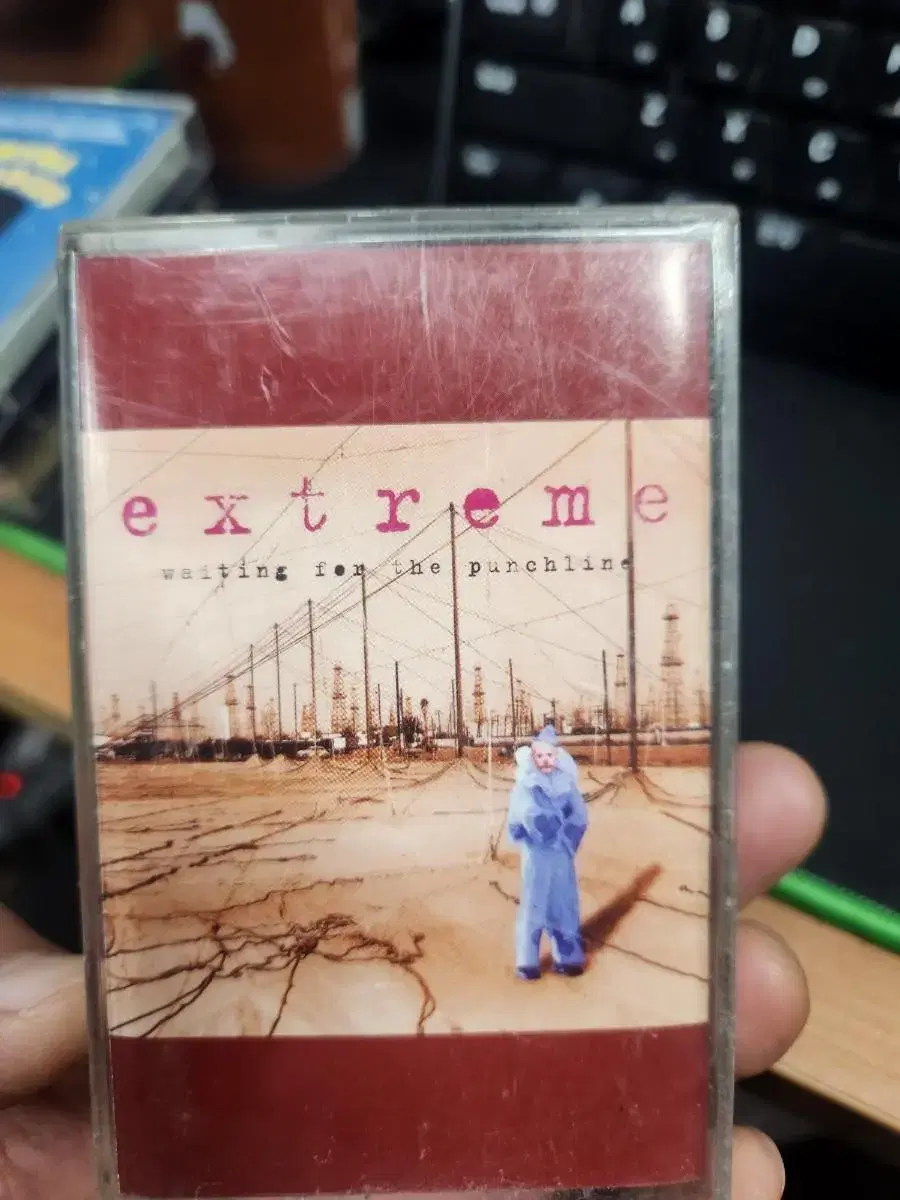 extreme
waiting for the punchline